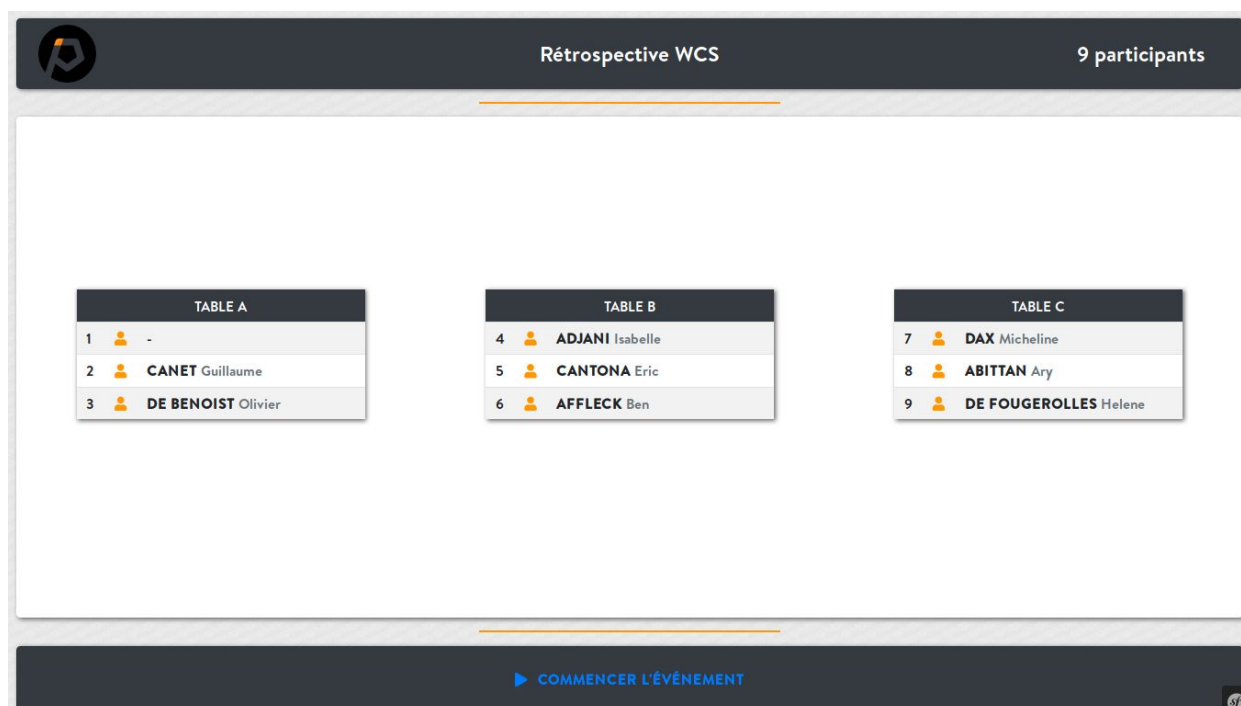 Rétrospective WCS
9 participants
TABLE A
1 -
2 CANET Guillaume
3 DE BENOIST Olivier
TABLE B
4 ADJANI Isabelle
5 CANTONA Eric
6 AFFLECK Ben
TABLE C
7 DAX Micheline
8 ABITTAN Ary
9 DE FOUGEROLLES Helene
COMMENCER L'ÉVÉNEMENT
sf